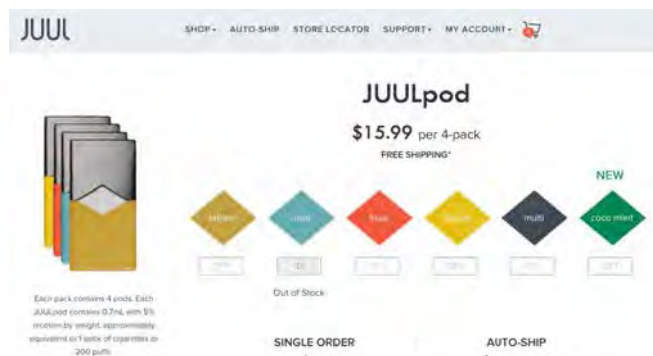 JUUL
SHOP AUTO-SHIP STORE LOCATOR SUPPORT MY ACCOUNT
JUULpod
$15.99 per 4-pack
FREE SHIPPING*
NEW
fruit multi coco mint
Out of Stock
Each pack contains 4 pods. Each
JUULpod contains 0.7mL with 5%
nicotine by weight, approximately
equivalent to 1 pack of cigarettes or
200 puffs.
SINGLE ORDER AUTO-SHIP